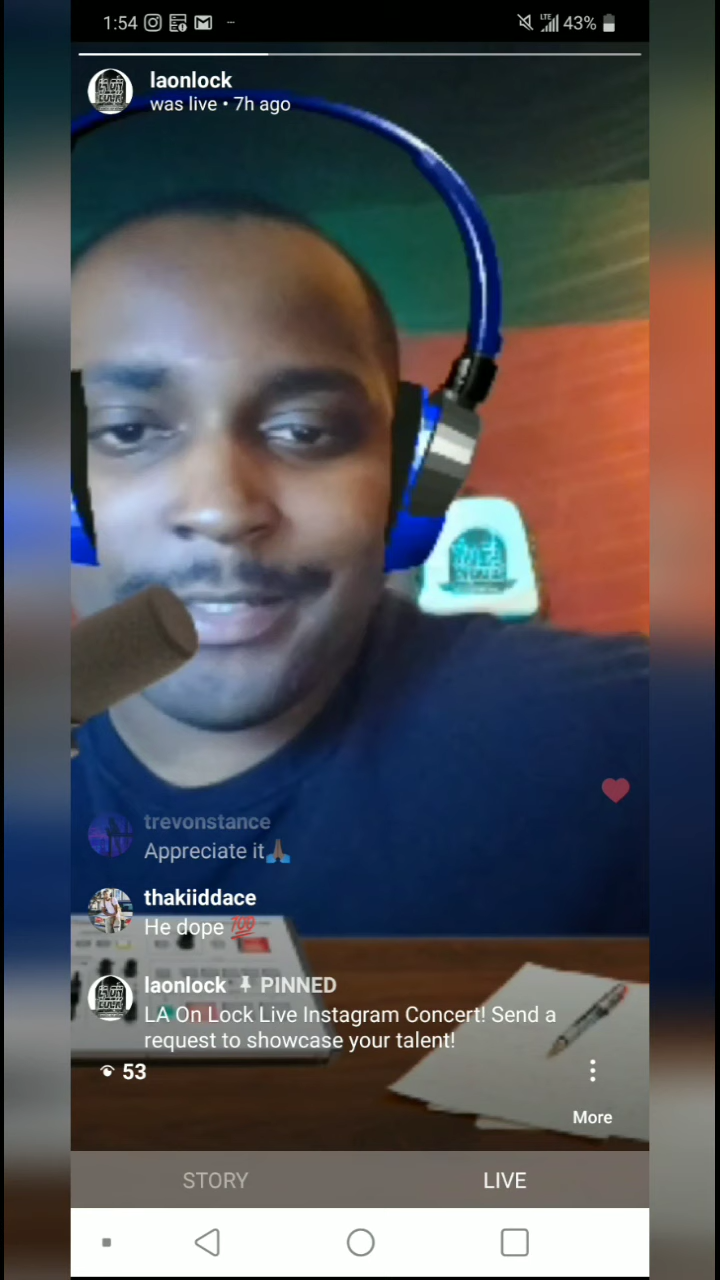 1:54
LTE
43%
laonlock
was live • 7h ago
trevonstance
Appreciate it🙏🏾
thakiiddace
He dope 💯
laonlock PINNED
LA On Lock Live Instagram Concert! Send a
request to showcase your talent!
53
More
STORY
LIVE